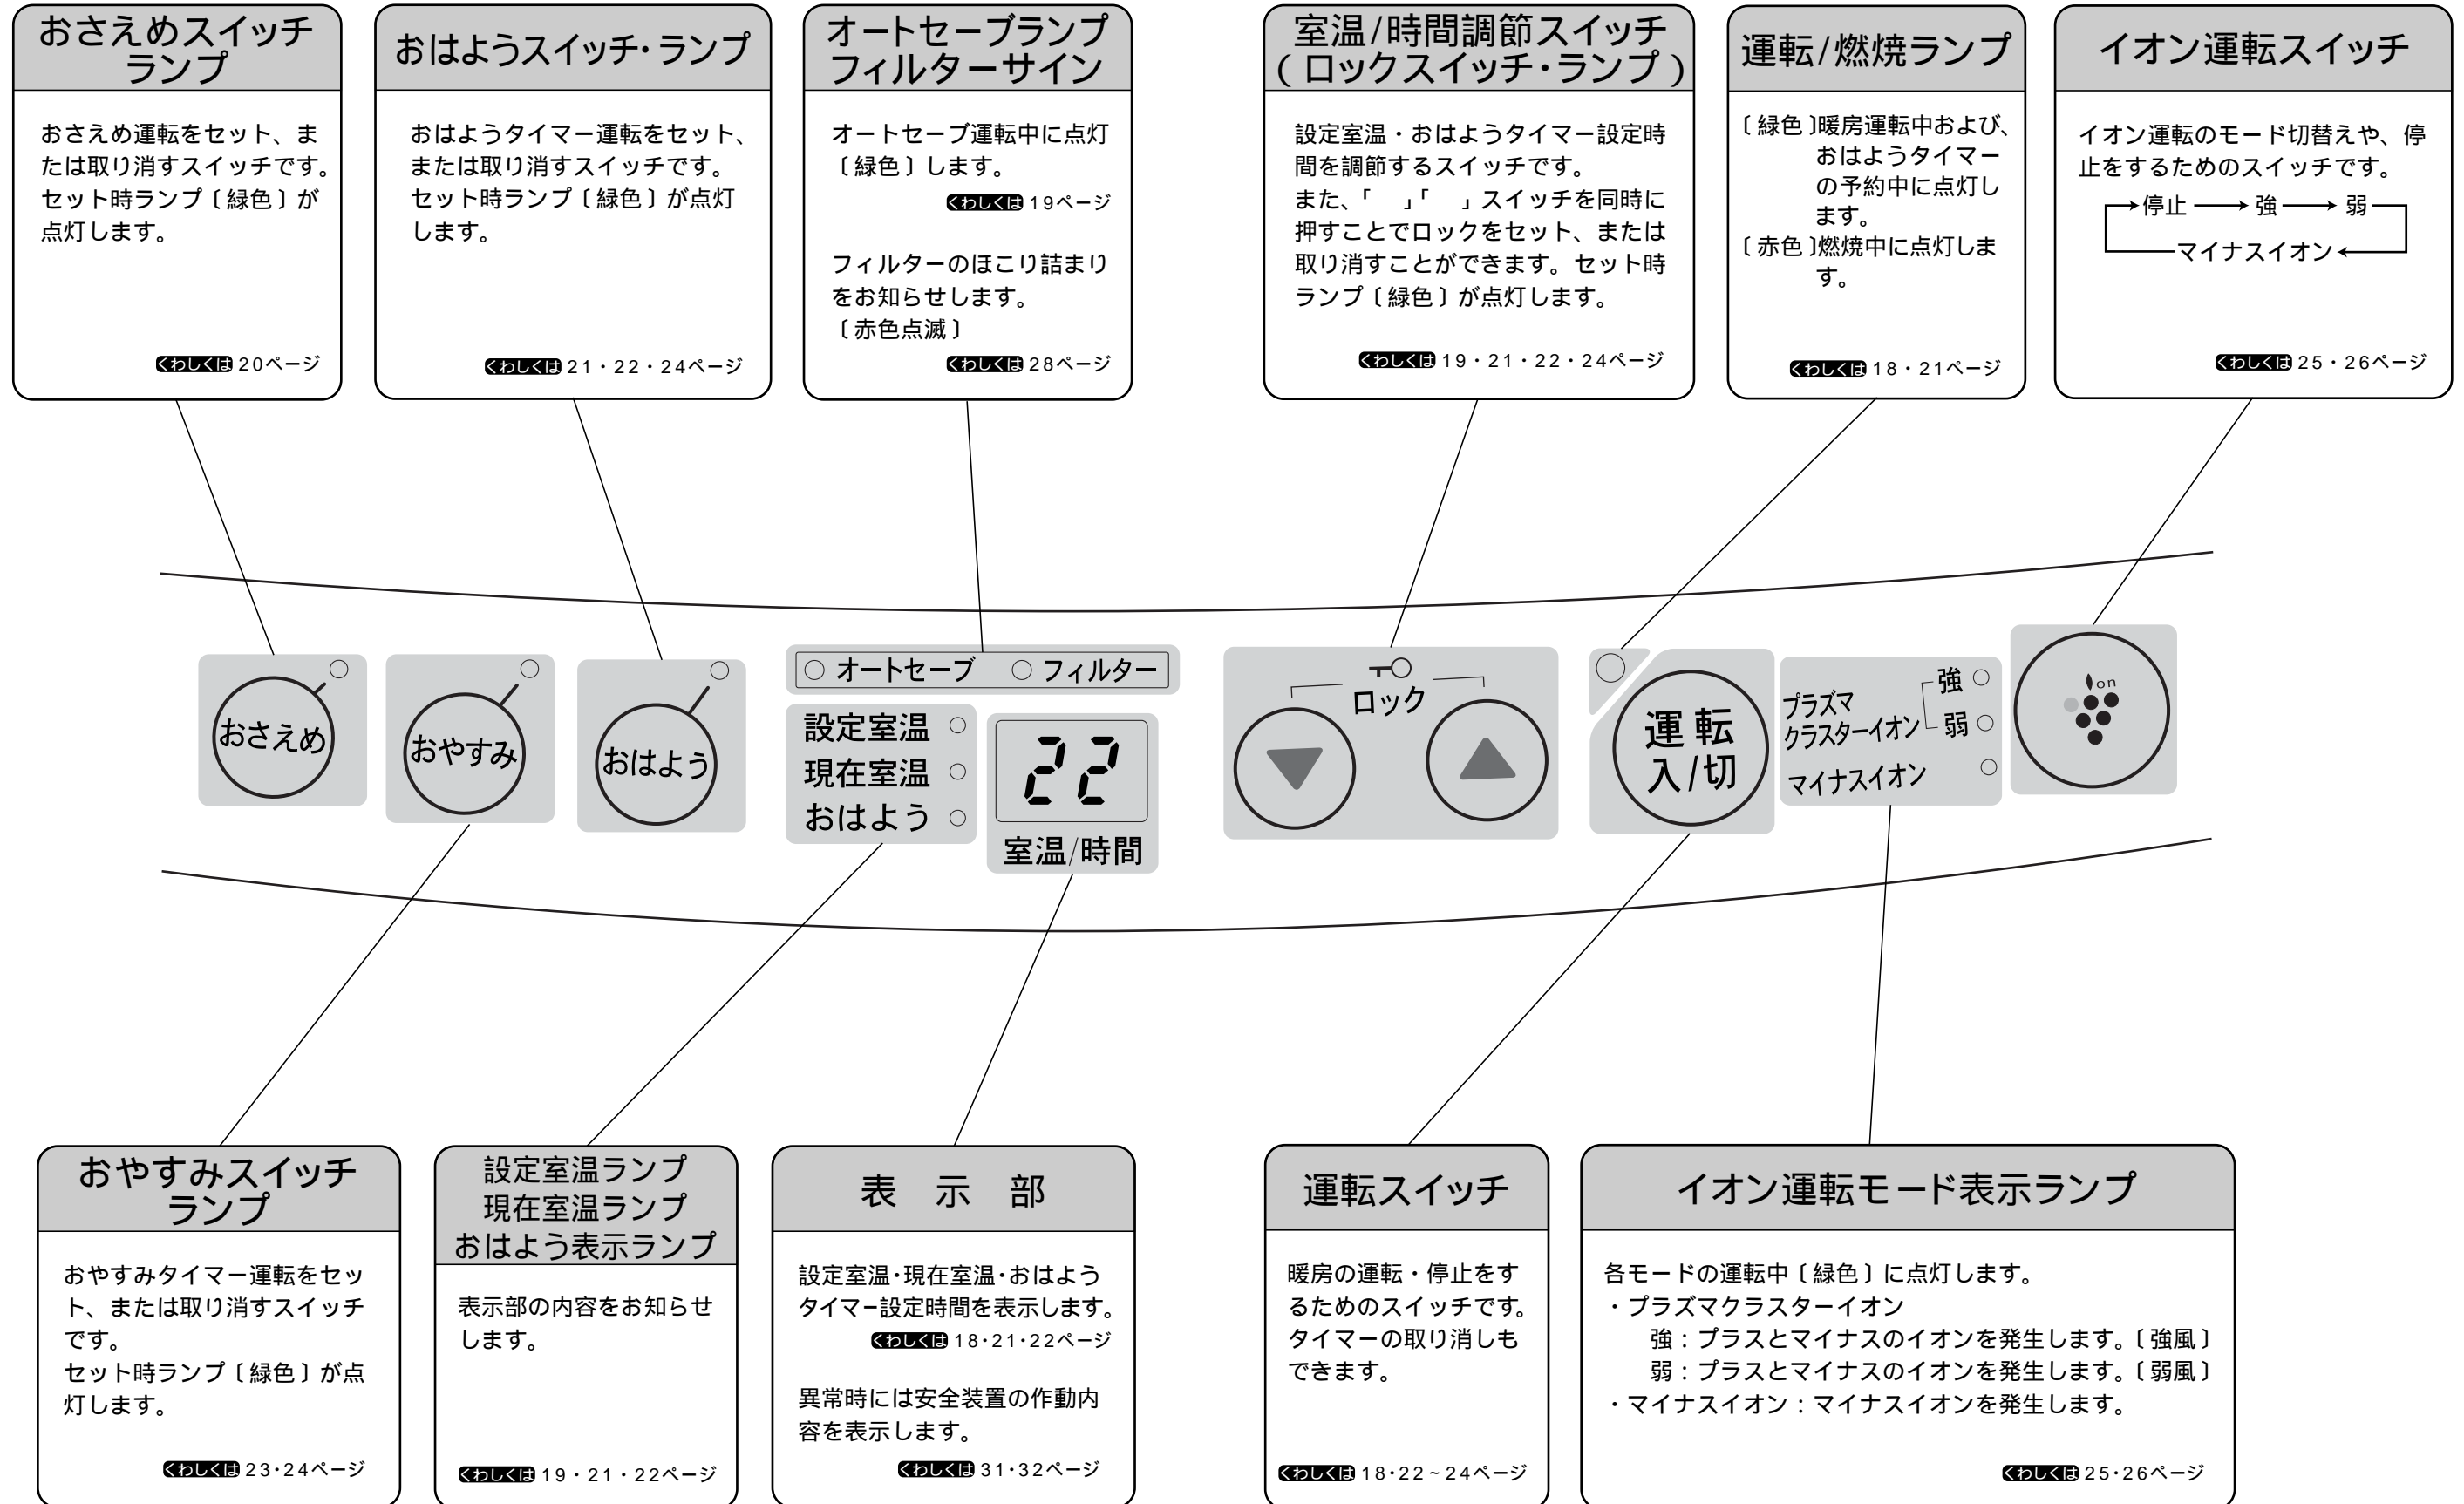 おさえめスイッチ
ランプ
おさえめ運転をセット、ま
たは取り消すスイッチです。
セット時ランプ〔緑色〕が
点灯します。
くわしくは 20ページ
おはようスイッチ・ランプ
おはようタイマー運転をセット、
または取り消すスイッチです。
セット時ランプ〔緑色〕が点灯
します。
くわしくは 21・22・24ページ
オートセーブランプ
フィルターサイン
オートセーブ運転中に点灯
〔緑色〕します。
くわしくは 19ページ
フィルターのほこり詰まり
をお知らせします。
〔赤色点滅〕
くわしくは 28ページ
室温/時間調節スイッチ
(ロックスイッチ・ランプ)
設定室温・おはようタイマー設定時
間を調節するスイッチです。
また、「　」「　」スイッチを同時に
押すことでロックをセット、または
取り消すことができます。セット時
ランプ〔緑色〕が点灯します。
くわしくは 19・21・22・24ページ
運転/燃焼ランプ
〔緑色〕暖房運転中および、
おはようタイマー
の予約中に点灯し
ます。
〔赤色〕燃焼中に点灯しま
す。
くわしくは 18・21ページ
イオン運転スイッチ
イオン運転のモード切替えや、停
止をするためのスイッチです。
停止 強 弱
マイナスイオン
くわしくは 25・26ページ
おさえめ
おやすみ
おはよう
オートセーブ フィルター
設定室温
現在室温
おはよう
22
室温/時間
ロック
運転
入/切
プラズマ
クラスターイオン
強
弱
マイナスイオン
ion
おやすみスイッチ
ランプ
おやすみタイマー運転をセッ
ト、または取り消すスイッチ
です。
セット時ランプ〔緑色〕が点
灯します。
くわしくは 23・24ページ
設定室温ランプ
現在室温ランプ
おはよう表示ランプ
表示部の内容をお知らせ
します。
くわしくは 19・21・22ページ
表　示　部
設定室温・現在室温・おはよう
タイマー設定時間を表示します。
くわしくは 18・21・22ページ
異常時には安全装置の作動内
容を表示します。
くわしくは 31・32ページ
運転スイッチ
暖房の運転・停止をす
るためのスイッチです。
タイマーの取り消しも
できます。
くわしくは 18・22~24ページ
イオン運転モード表示ランプ
各モードの運転中〔緑色〕に点灯します。
・プラズマクラスターイオン
強:プラスとマイナスのイオンを発生します。〔強風〕
弱:プラスとマイナスのイオンを発生します。〔弱風〕
・マイナスイオン:マイナスイオンを発生します。
くわしくは 25・26ページ